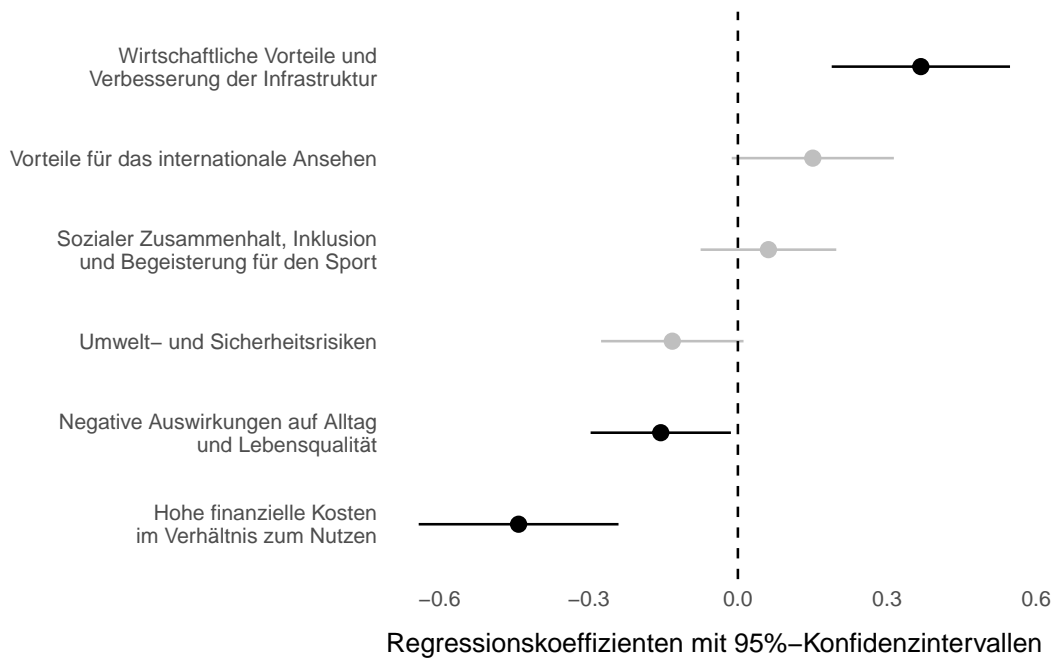 Wirtschaftliche Vorteile und
Verbesserung der Infrastruktur
Vorteile für das internationale Ansehen
Sozialer Zusammenhalt, Inklusion
und Begeisterung für den Sport
Umwelt− und Sicherheitsrisiken
Negative Auswirkungen auf Alltag
und Lebensqualität
Hohe finanzielle Kosten
im Verhältnis zum Nutzen
−0.6 −0.3 0.0 0.3 0.6
Regressionskoeffizienten mit 95%−Konfidenzintervallen